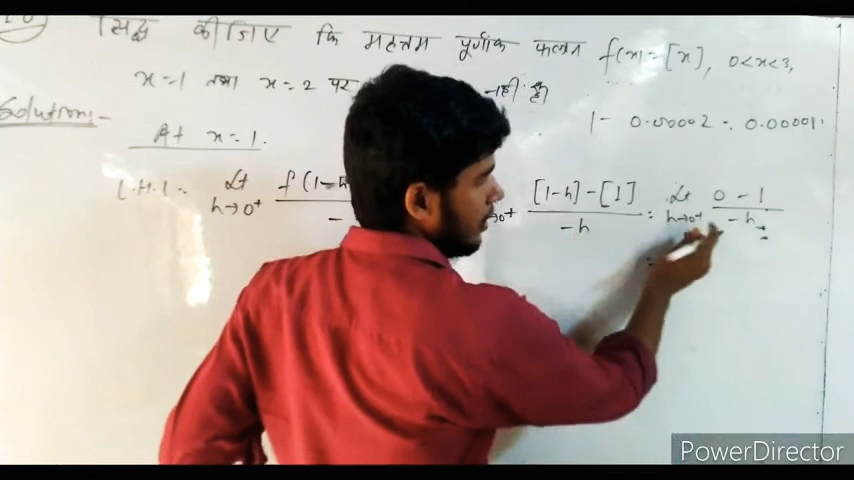 सिद्ध कीजिए कि महत्तम पूर्णांक फलन f(x) = [x], 0<x<3,
x=1 तथा x=2 पर नहीं है।
Solution:-
1 - 0.00002 = 0.00001
At x=1.
L.H.L = Lt h→0⁺ f(1-h - →0⁺ [1-h]-[1] / -h = Lt h→0⁺ 0-1 / -h
=
PowerDirector